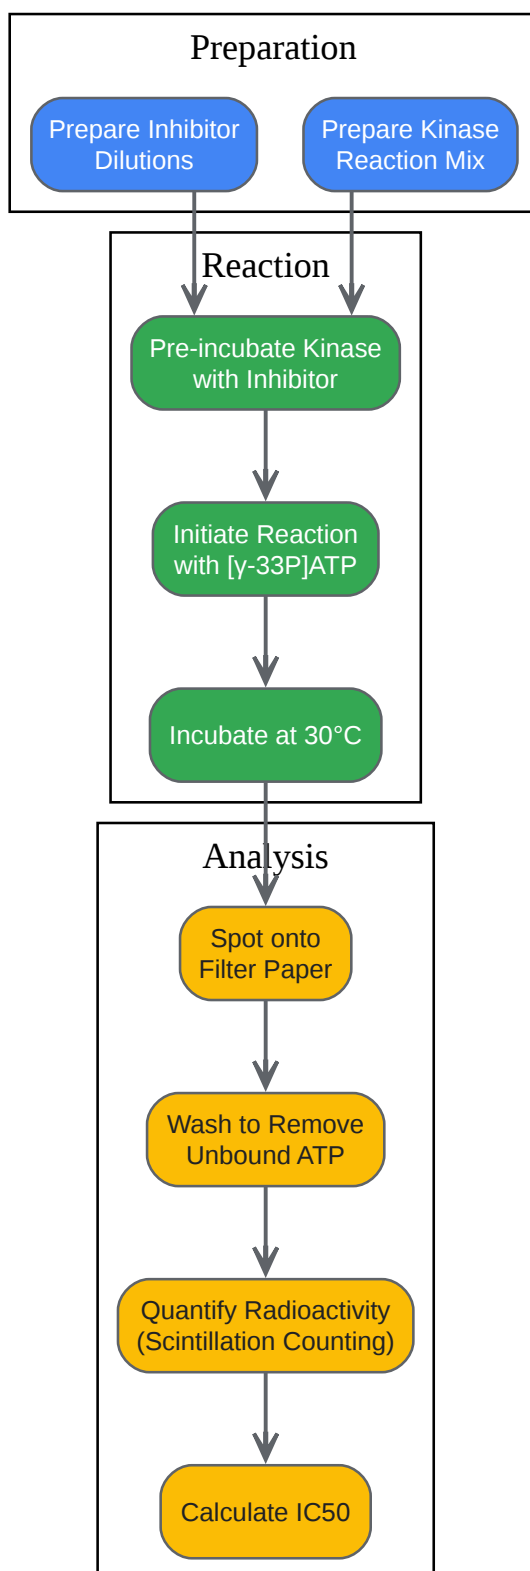 Preparation
Prepare Inhibitor
Dilutions
Prepare Kinase
Reaction Mix
Reaction
Pre-incubate Kinase
with Inhibitor
Initiate Reaction
with [γ-33P]ATP
Incubate at 30°C
Analysis
Spot onto
Filter Paper
Wash to Remove
Unbound ATP
Quantify Radioactivity
(Scintillation Counting)
Calculate IC50